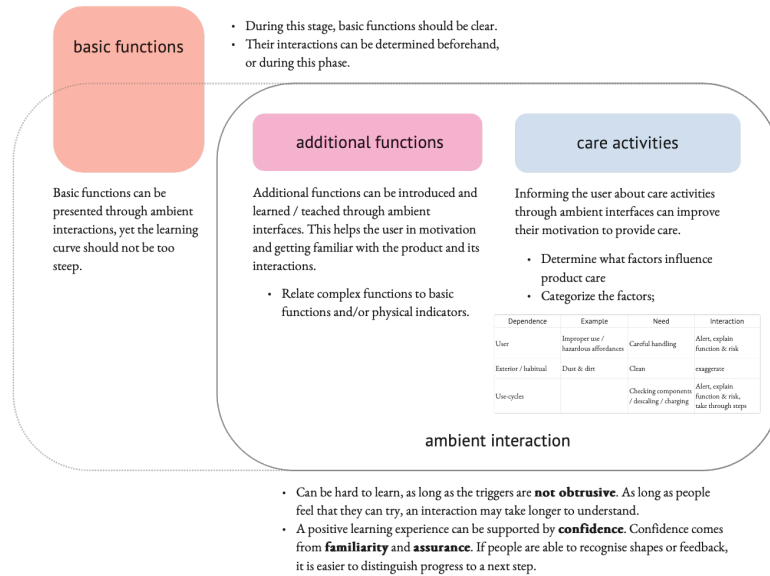 basic functions
• During this stage, basic functions should be clear.
• Their interactions can be determined beforehand,
or during this phase.
Basic functions can be
presented through ambient
interactions, yet the learning
curve should not be too
steep.
additional functions
Additional functions can be introduced and
learned / teached through ambient
interfaces. This helps the user in motivation
and getting familiar with the product and its
interactions.
• Relate complex functions to basic
functions and/or physical indicators.
care activities
Informing the user about care activities
through ambient interfaces can improve
their motivation to provide care.
• Determine what factors influence
product care
• Categorize the factors;
Dependence Example Need Interaction
User
Improper use /
hazardous affordances
Careful handling
Alert, explain
function & risk
Exterior / habitual Dust & dirt Clean exaggerate
Use-cycles
Checking components
/ descaling / charging
Alert, explain
function & risk,
take through steps
ambient interaction
• Can be hard to learn, as long as the triggers are not obtrusive. As long as people
feel that they can try, an interaction may take longer to understand.
• A positive learning experience can be supported by confidence. Confidence comes
from familiarity and assurance. If people are able to recognise shapes or feedback,
it is easier to distinguish progress to a next step.